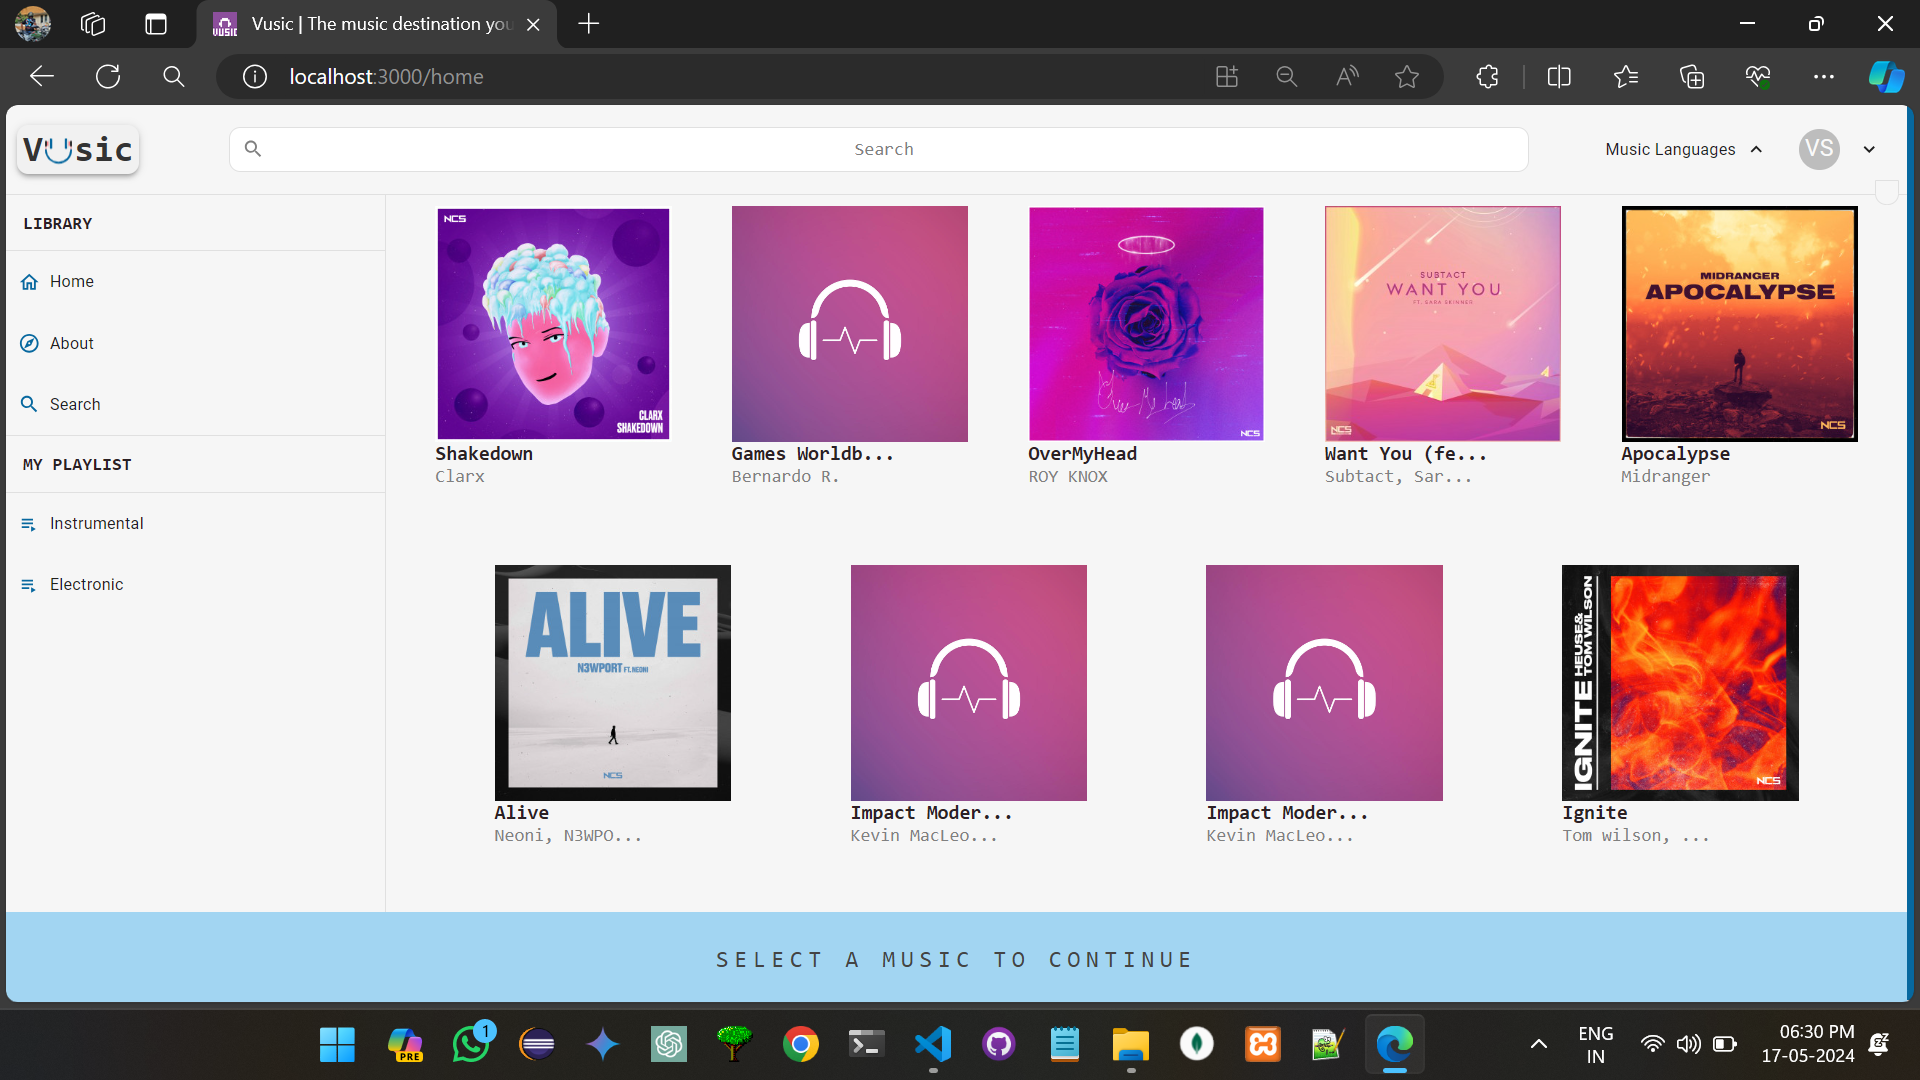 VUSIC
Vusic | The music destination you
localhost:3000/home
Vusic
Search
Music Languages
VS
LIBRARY
Home
About
Search
MY PLAYLIST
Instrumental
Electronic
NCS
CLARX
SHAKEDOWN
Shakedown
Clarx
Games Worldb...
Bernardo R.
Over My Head
NCS
OverMyHead
ROY KNOX
SUBTACT
WANT YOU
FT. SARA SKINNER
NCS
Want You (fe...
Subtact, Sar...
MIDRANGER
APOCALYPSE
NCS
Apocalypse
Midranger
ALIVE
N3WPORT FT. NEONI
NCS
Alive
Neoni, N3WPO...
Impact Moder...
Kevin MacLeo...
Impact Moder...
Kevin MacLeo...
IGNITE
HEUSE&
TOM WILSON
NCS
Ignite
Tom wilson, ...
SELECT A MUSIC TO CONTINUE
PRE
1
ENG
IN
06:30 PM
17-05-2024